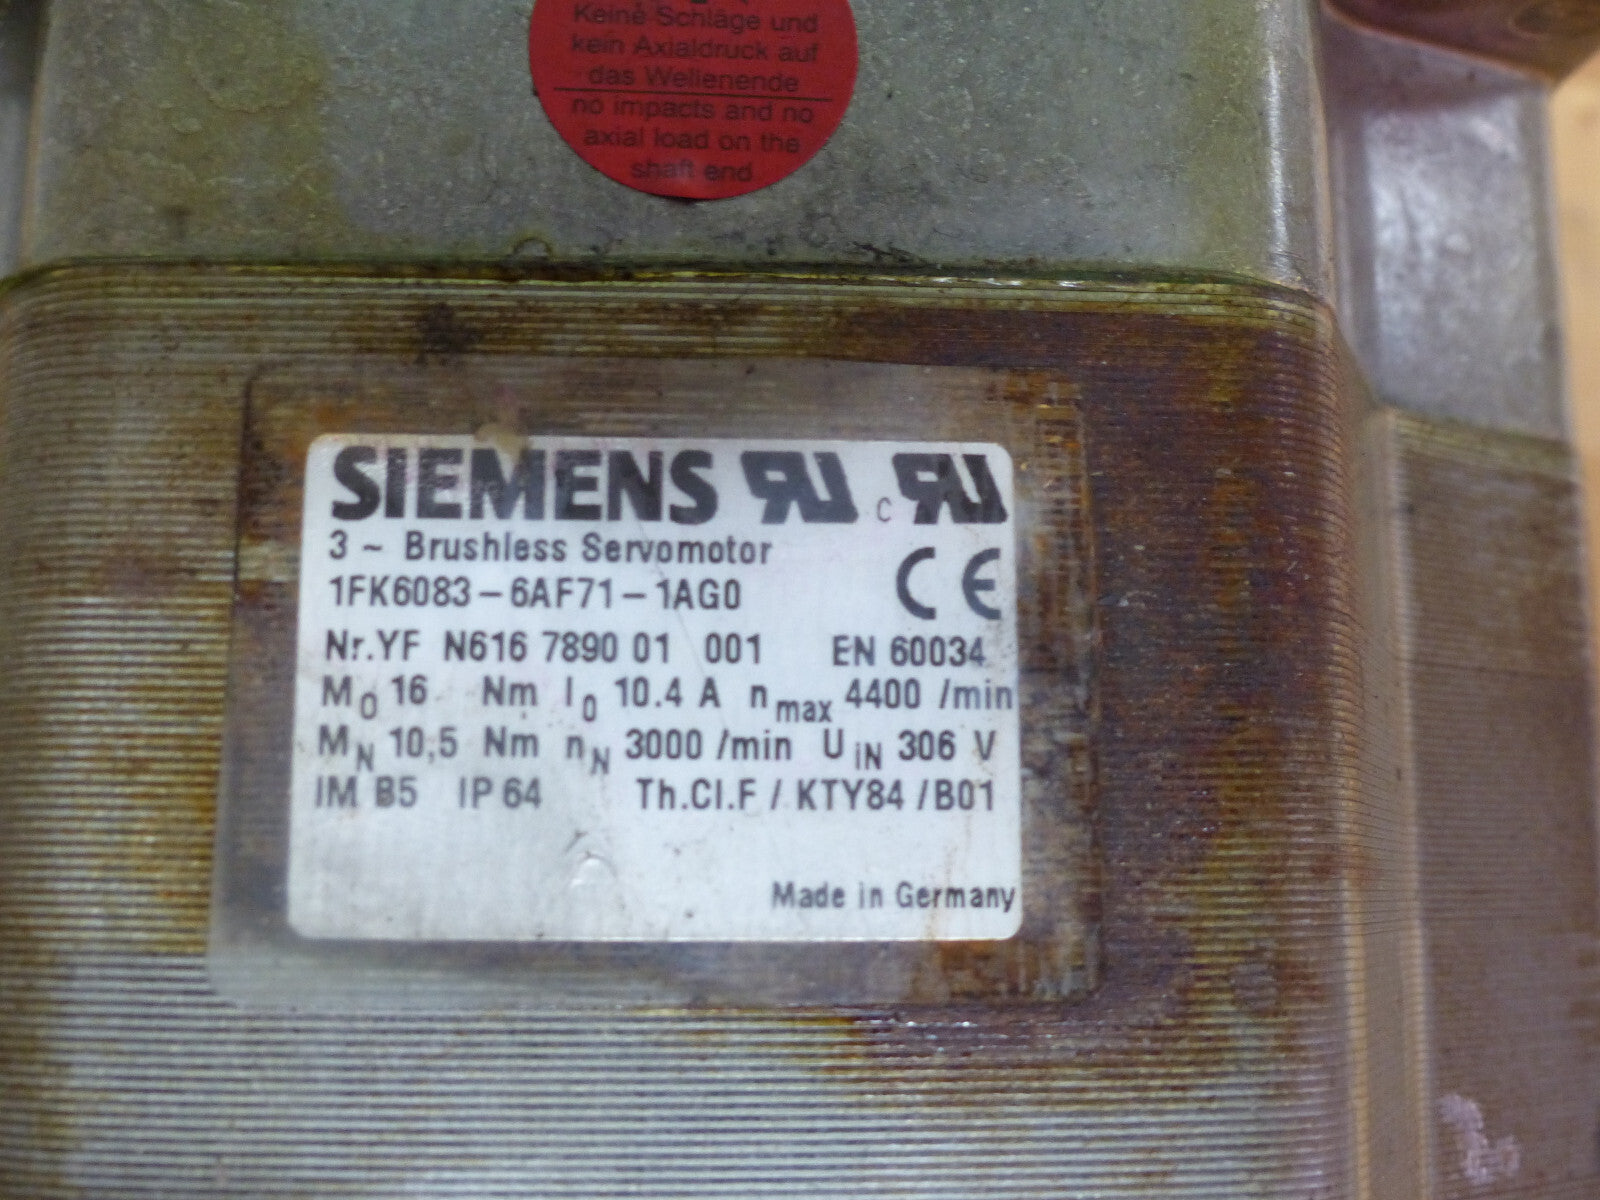 Keine Schläge und
kein Axialdruck auf
das Wellenende
no impacts and no
axial load on the
shaft end
SIEMENS RU c RU
3 ~ Brushless Servomotor
1FK6083-6AF71-1AG0 CE
Nr.YF N616 7890 01 001 EN 60034
M0 16 Nm I0 10.4 A nmax 4400 /min
MN 10,5 Nm nN 3000 /min UiN 306 V
IM B5 IP 64 Th.Cl.F / KTY84 /B01
Made in Germany